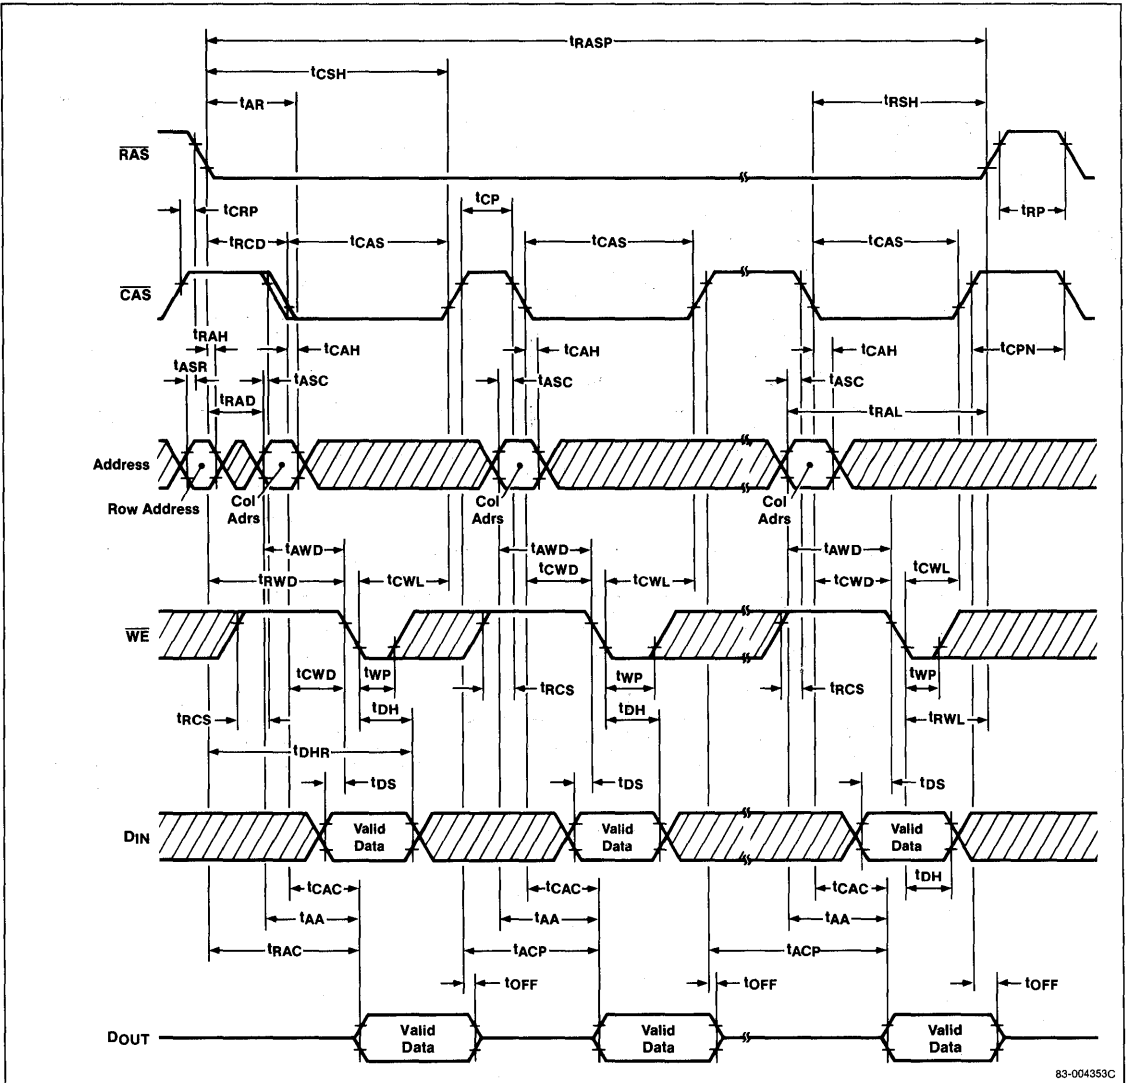 tRASP
tCSH
tAR
tRSH
RAS
tCRP
tCP
tRP
tRCD
tCAS
tCAS
tCAS
CAS
tRAH
tCAH
tCAH
tCAH
tCPN
tASR
tASC
tASC
tASC
tRAD
tRAL
Address
Row Address
Col
Adrs
Col
Adrs
Col
Adrs
tAWD
tAWD
tAWD
tRWD
tCWL
tCWD
tCWL
tCWD
tCWL
WE
tCWD
tWP
tRCS
tWP
tRCS
tWP
tRCS
tDH
tDH
tRWL
tDHR
tDS
tDS
tDS
DIN
Valid
Data
Valid
Data
Valid
Data
tCAC
tCAC
tCAC
tDH
tAA
tAA
tAA
tRAC
tACP
tACP
tOFF
tOFF
tOFF
DOUT
Valid
Data
Valid
Data
Valid
Data
83-004353C